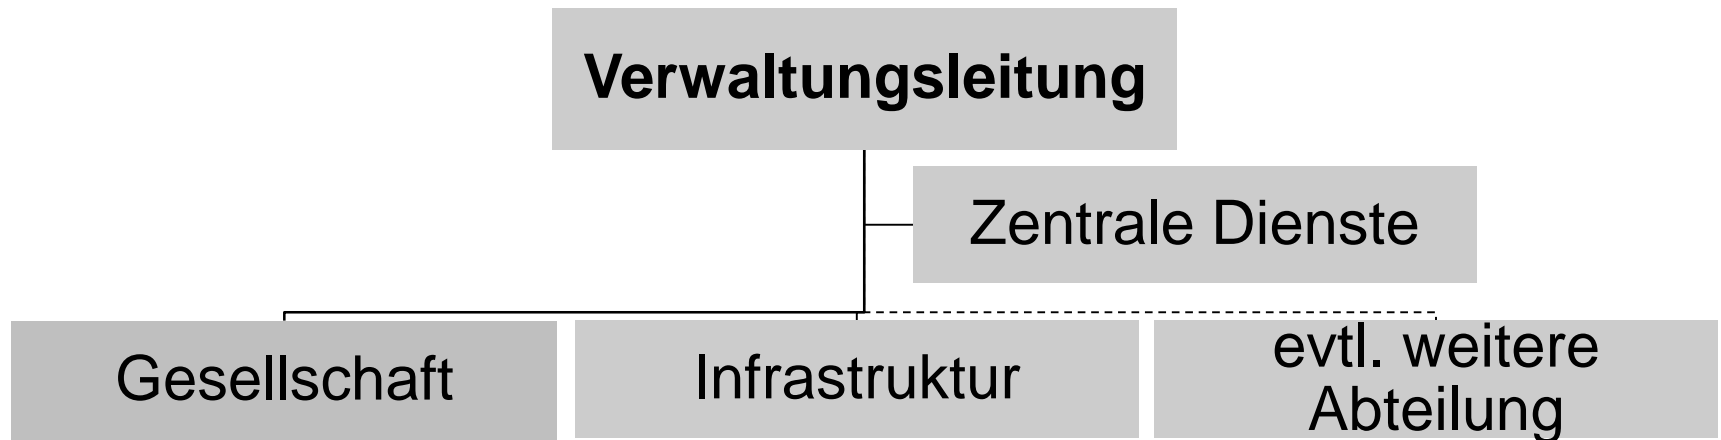 Verwaltungsleitung
Zentrale Dienste
Gesellschaft
Infrastruktur
evtl. weitere
Abteilung